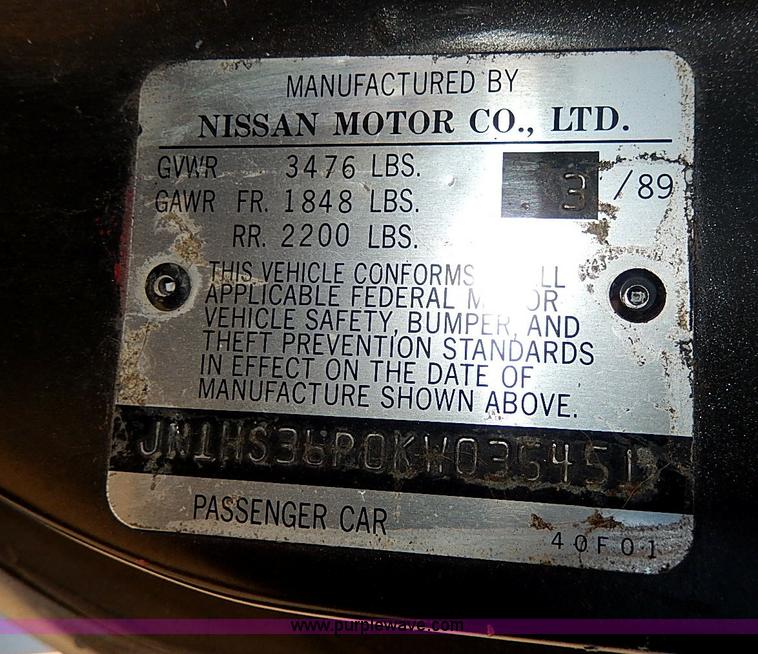 MANUFACTURED BY
NISSAN MOTOR CO., LTD.
GVWR 3476 LBS. 3 /89
GAWR FR. 1848 LBS.
RR. 2200 LBS.
THIS VEHICLE CONFORMS
APPLICABLE FEDERAL
VEHICLE SAFETY, BUMPER, AND
THEFT PREVENTION STANDARDS
IN EFFECT ON THE DATE OF
MANUFACTURE SHOWN ABOVE.
JN1HS36P0KW035451
PASSENGER CAR
40F01
www.purplewave.com